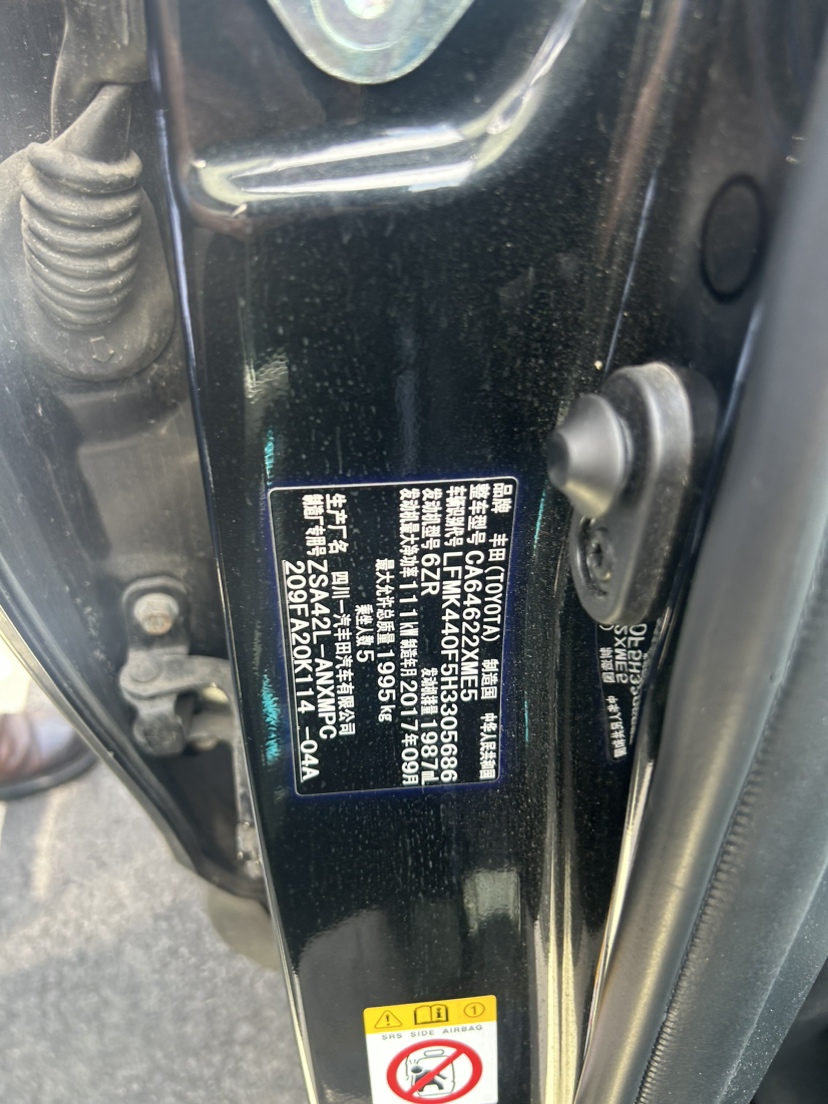 品牌 丰田(TOYOTA) 制造国 中华人民共和国
整车型号 CA64622XME5
车辆识别代号 LFMK440F5H3305686
发动机型号 6ZR 发动机排量 1987ml
发动机最大净功率 111kW 制造年月 2017年09月
最大允许总质量 1995kg
乘坐人数 5
生产厂名 四川一汽丰田汽车有限公司
制造厂专用号 ZSA42L-ANXMPC
209FA20K114 -04A
SRS SIDE AIRBAG